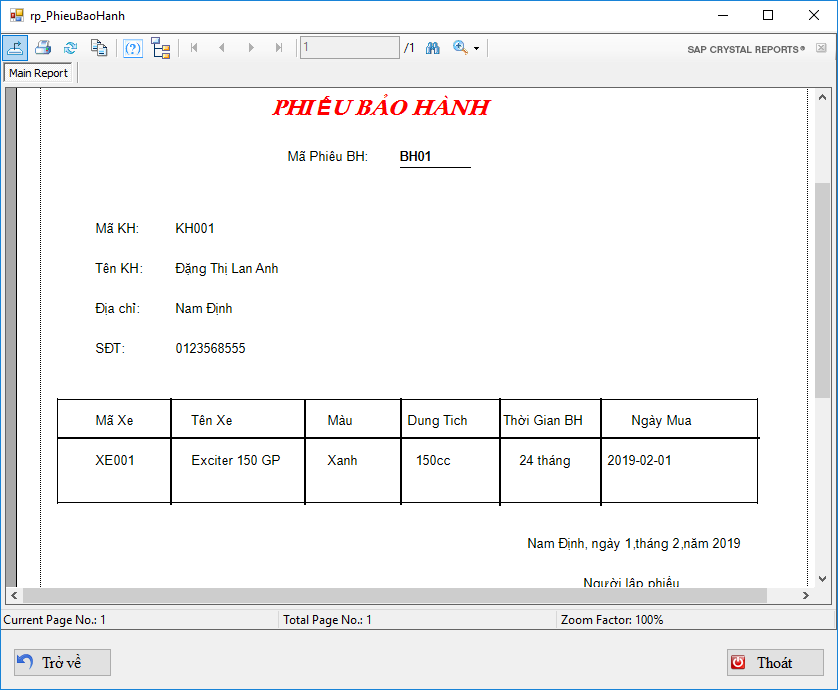 rp_PhieuBaoHanh
1 /1 SAP CRYSTAL REPORTS®
Main Report
PHIẾU BẢO HÀNH
Mã Phiêu BH: BH01
Mã KH: KH001
Tên KH: Đặng Thị Lan Anh
Địa chỉ: Nam Định
SĐT: 0123568555
Mã Xe Tên Xe Màu Dung Tich Thời Gian BH Ngày Mua
XE001 Exciter 150 GP Xanh 150cc 24 tháng 2019-02-01
Nam Định, ngày 1,tháng 2,năm 2019
Người lập phiếu
Current Page No.: 1 Total Page No.: 1 Zoom Factor: 100%
Trở về Thoát